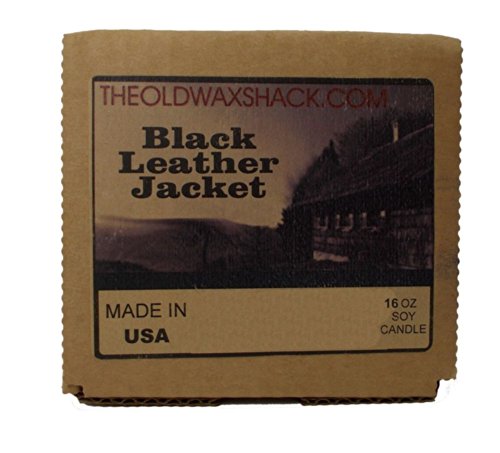 THEOLDWAXSHACK.COM
Black
Leather
Jacket
MADE IN
USA
16 OZ
SOY
CANDLE